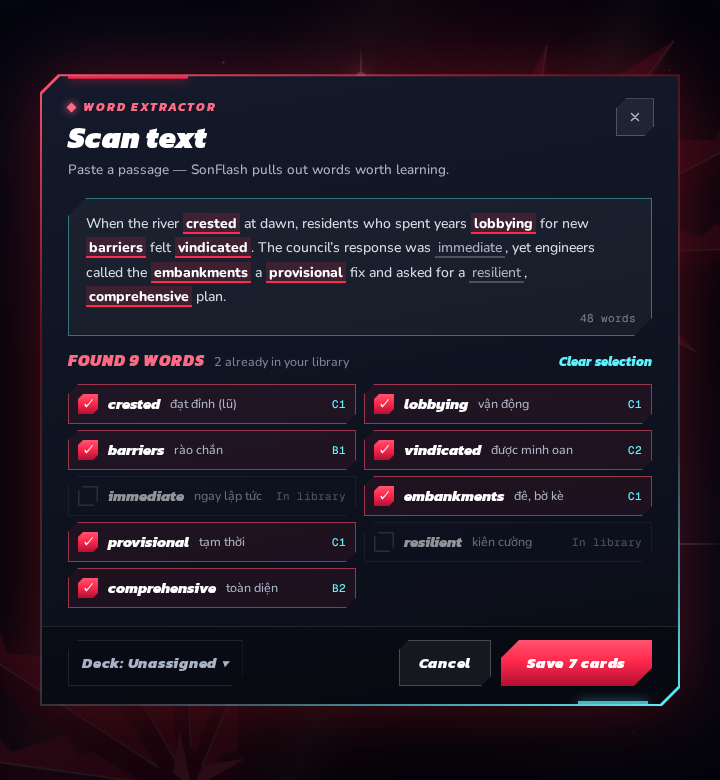 WORD EXTRACTOR
Scan text
×
Paste a passage — SonFlash pulls out words worth learning.
When the river crested at dawn, residents who spent years lobbying for new
barriers felt vindicated. The council's response was immediate, yet engineers
called the embankments a provisional fix and asked for a resilient,
comprehensive plan.
48 words
FOUND 9 WORDS 2 already in your library Clear selection
✓ crested đạt đỉnh (lũ) C1 ✓ lobbying vận động C1
✓ barriers rào chắn B1 ✓ vindicated được minh oan C2
immediate ngay lập tức In library ✓ embankments đê, bờ kè C1
✓ provisional tạm thời C1 resilient kiên cường In library
✓ comprehensive toàn diện B2
Deck: Unassigned ▾ Cancel Save 7 cards